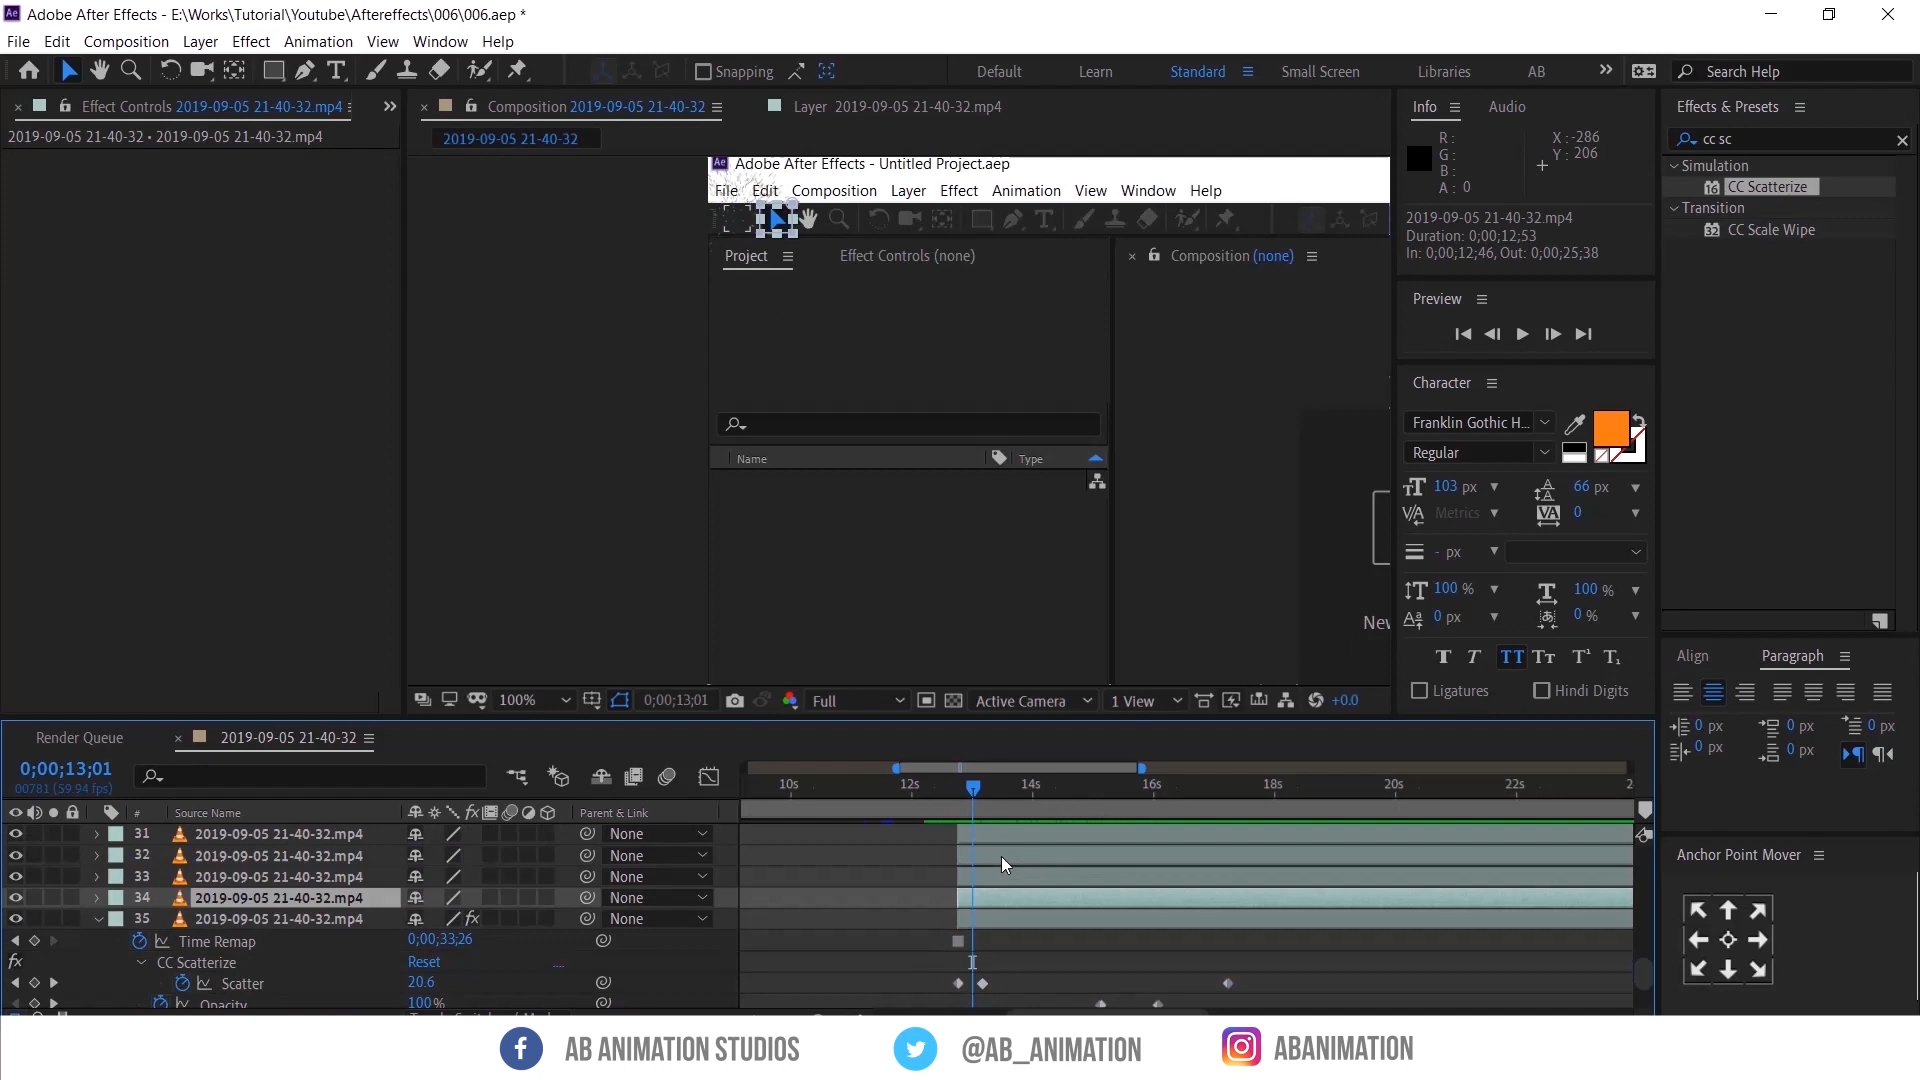 Adobe After Effects - E:\Works\Tutorial\Youtube\Aftereffects\006\006.aep *
File Edit Composition Layer Effect Animation View Window Help
Snapping Default Learn Standard Small Screen Libraries AB Search Help
Effect Controls 2019-09-05 21-40-32.mp4
2019-09-05 21-40-32 • 2019-09-05 21-40-32.mp4
Composition 2019-09-05 21-40-32
Layer 2019-09-05 21-40-32.mp4
2019-09-05 21-40-32
Adobe After Effects - Untitled Project.aep
File Edit Composition Layer Effect Animation View Window Help
Project Effect Controls (none) Composition (none)
Name Type
New
100% 0;00;13;01 Full Active Camera 1 View +0.0
Info Audio
R :
G :
B :
A : 0
X : -286
Y : 206
2019-09-05 21-40-32.mp4
Duration: 0;00;12;53
In: 0;00;12;46, Out: 0;00;25;38
Preview
Character
Franklin Gothic H...
Regular
103 px 66 px
Metrics 0
- px
100 % 100 %
0 px 0 %
Ligatures Hindi Digits
Effects & Presets
cc sc
Simulation
CC Scatterize
Transition
CC Scale Wipe
Align Paragraph
0 px 0 px 0 px
0 px 0 px
Anchor Point Mover
Render Queue 2019-09-05 21-40-32
0;00;13;01
00781 (59.94 fps)
10s 12s 14s 16s 18s 20s 22s 2
# Source Name Parent & Link
31 2019-09-05 21-40-32.mp4 None
32 2019-09-05 21-40-32.mp4 None
33 2019-09-05 21-40-32.mp4 None
34 2019-09-05 21-40-32.mp4 None
35 2019-09-05 21-40-32.mp4 fx None
Time Remap 0;00;33;26
fx CC Scatterize Reset ....
Scatter 20.6
Opacity 100%
AB ANIMATION STUDIOS @AB_ANIMATION ABANIMATION